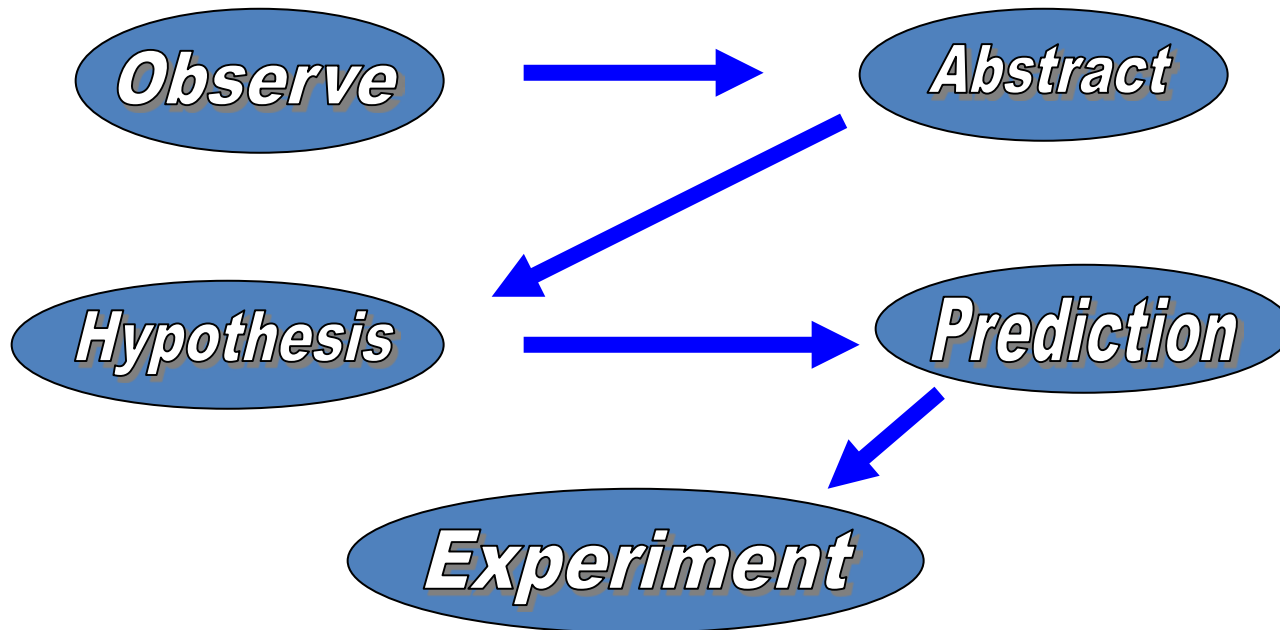 Observe
Abstract
Hypothesis
Prediction
Experiment